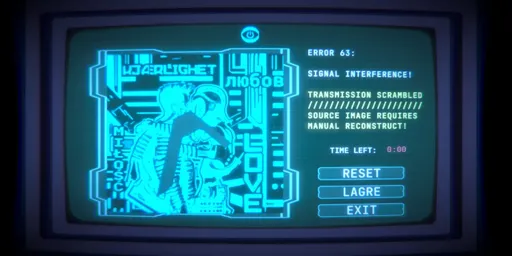 ERROR 63:
SIGNAL INTERFERENCE!
TRANSMISSION SCRAMBLED
////////////////////////
SOURCE IMAGE REQUIRES
MANUAL RECONSTRUCT!
TIME LEFT: 0:00
RESET
LAGRE
EXIT
ЛЮБОВ
LOVE